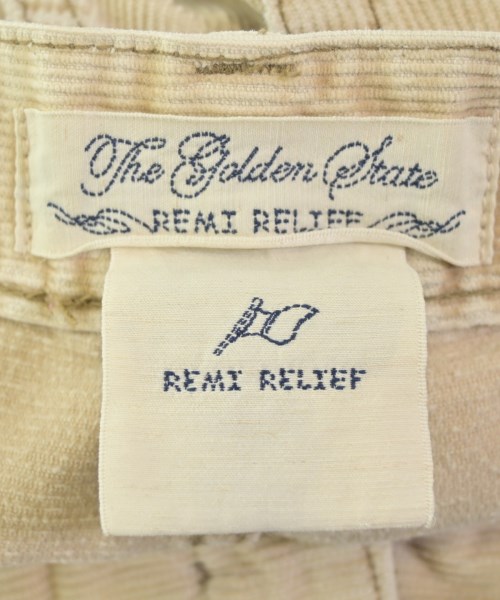 The Golden State
REMI RELIEF
REMI RELIEF